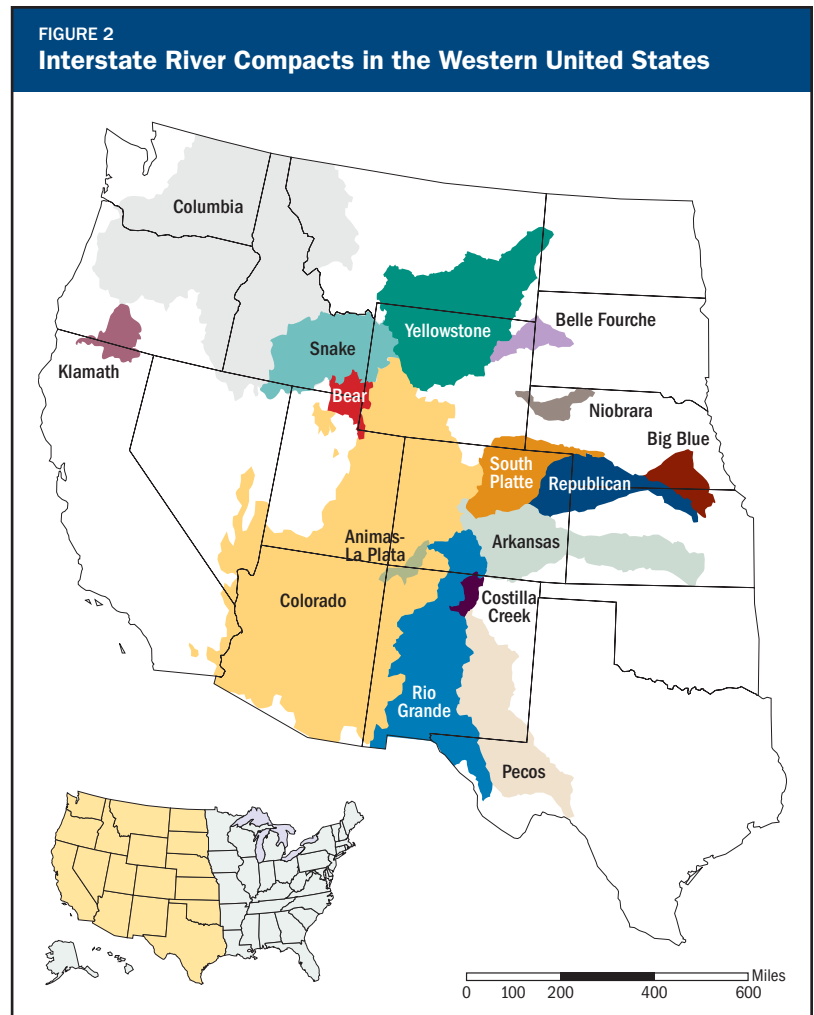 FIGURE 2
Interstate River Compacts in the Western United States
Columbia
Belle Fourche
Yellowstone
Snake
Klamath
Bear
Niobrara
Big Blue
South
Platte
Republican
Animas-
La Plata
Arkansas
Colorado
Costilla
Creek
Rio
Grande
Pecos
Miles
0 100 200 400 600